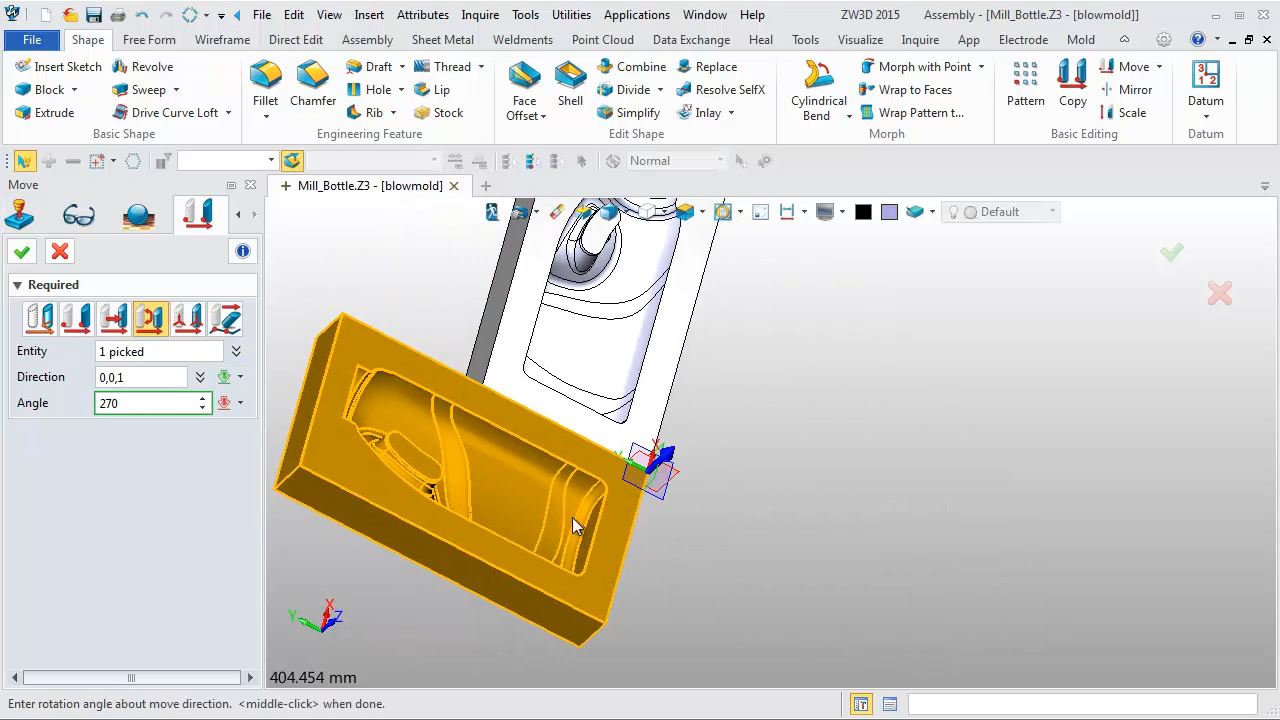 File Edit View Insert Attributes Inquire Tools Utilities Applications Window Help ZW3D 2015 Assembly - [Mill_Bottle.Z3 - [blowmold]]
File Shape Free Form Wireframe Direct Edit Assembly Sheet Metal Weldments Point Cloud Data Exchange Heal Tools Visualize Inquire App Electrode Mold
Insert Sketch Revolve Draft Thread Combine Replace Morph with Point Move
Block Sweep Hole Lip Divide Resolve SelfX Wrap to Faces Mirror
Extrude Drive Curve Loft Rib Stock Simplify Inlay Wrap Pattern t... Scale
Fillet Chamfer Face Offset Shell Cylindrical Bend Pattern Copy Datum
Basic Shape Engineering Feature Edit Shape Morph Basic Editing Datum
Normal
Move Mill_Bottle.Z3 - [blowmold]
Default
Required
Entity 1 picked
Direction 0,0,1
Angle 270
X
Y
X
Y Z
404.454 mm
Enter rotation angle about move direction. <middle-click> when done.